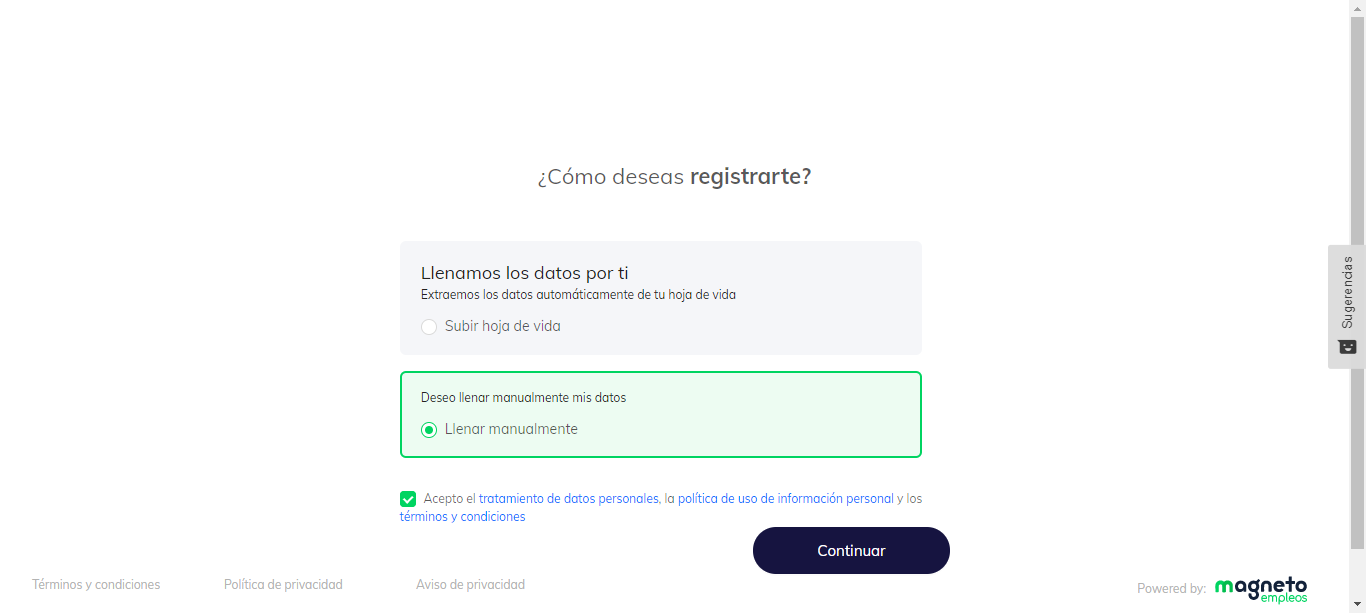 ¿Cómo deseas registrarte?
Llenamos los datos por ti
Extraemos los datos automáticamente de tu hoja de vida
Subir hoja de vida
Sugerencias
Deseo llenar manualmente mis datos
Llenar manualmente
Acepto el tratamiento de datos personales, la política de uso de información personal y los
términos y condiciones
Continuar
Términos y condiciones Política de privacidad Aviso de privacidad
Powered by: magneto
empleos